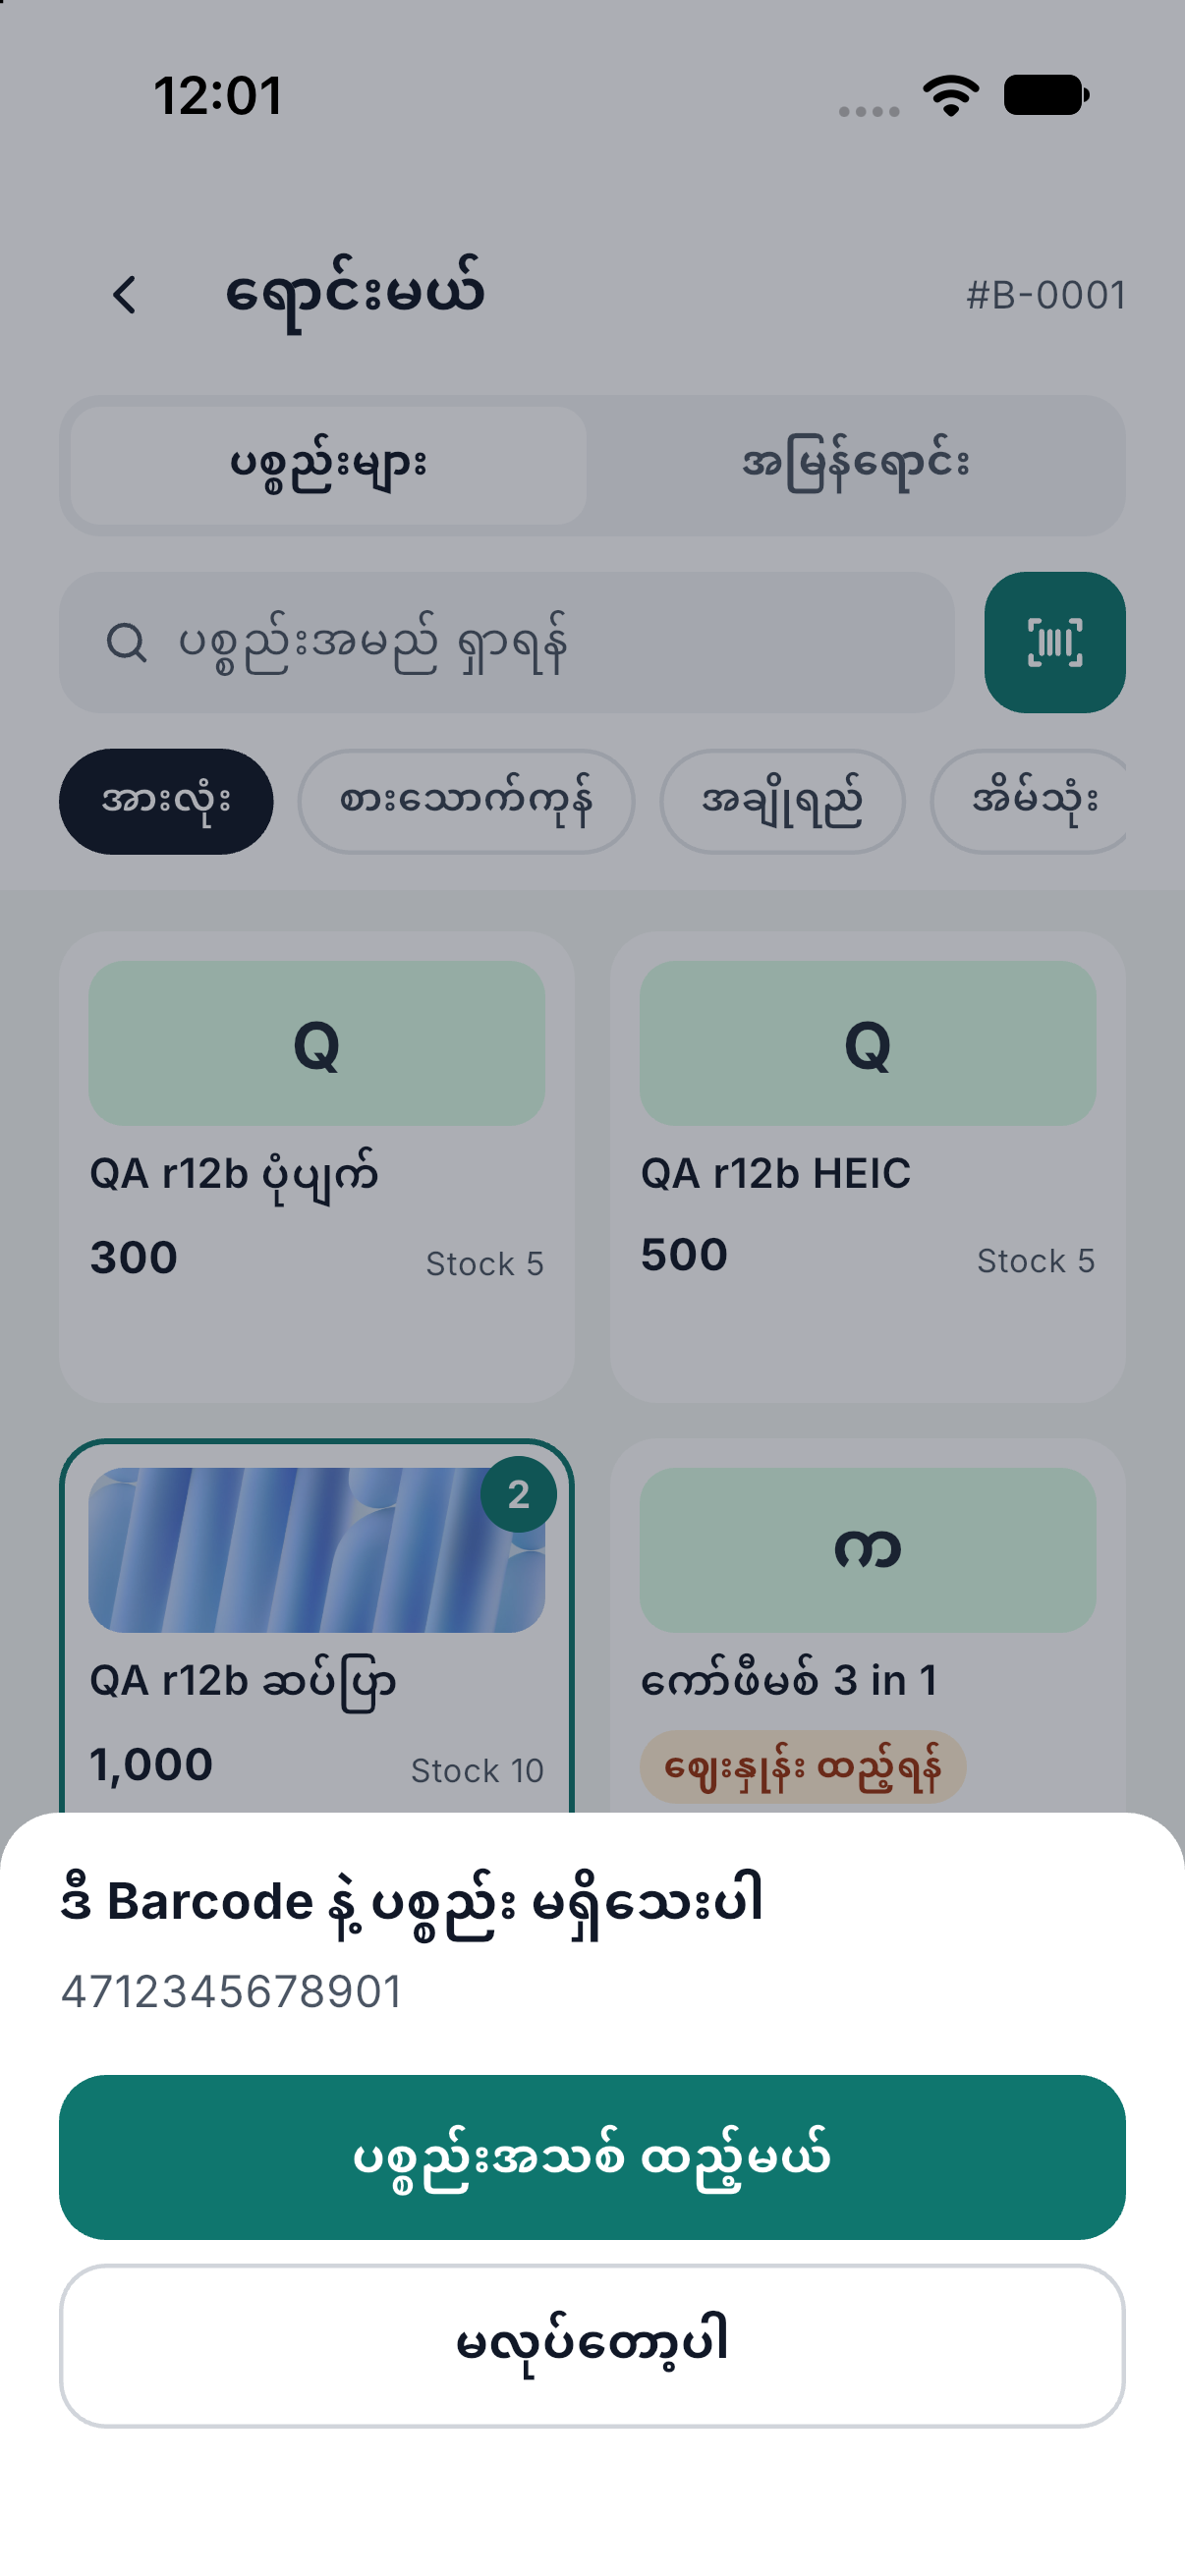 12:01
ရောင်းမယ်
#B-0001
ပစ္စည်းများ
အမြန်ရောင်း
ပစ္စည်းအမည် ရှာရန်
အားလုံး
စားသောက်ကုန်
အချိုရည်
အိမ်သုံး
Q
Q
QA r12b ပုံပျက်
QA r12b HEIC
300
Stock 5
500
Stock 5
2
က
QA r12b ဆပ်ပြာ
ကော်ဖီမစ် 3 in 1
1,000
Stock 10
ဈေးနှုန်း ထည့်ရန်
ဒီ Barcode နဲ့ ပစ္စည်း မရှိသေးပါ
4712345678901
ပစ္စည်းအသစ် ထည့်မယ်
မလုပ်တော့ပါ